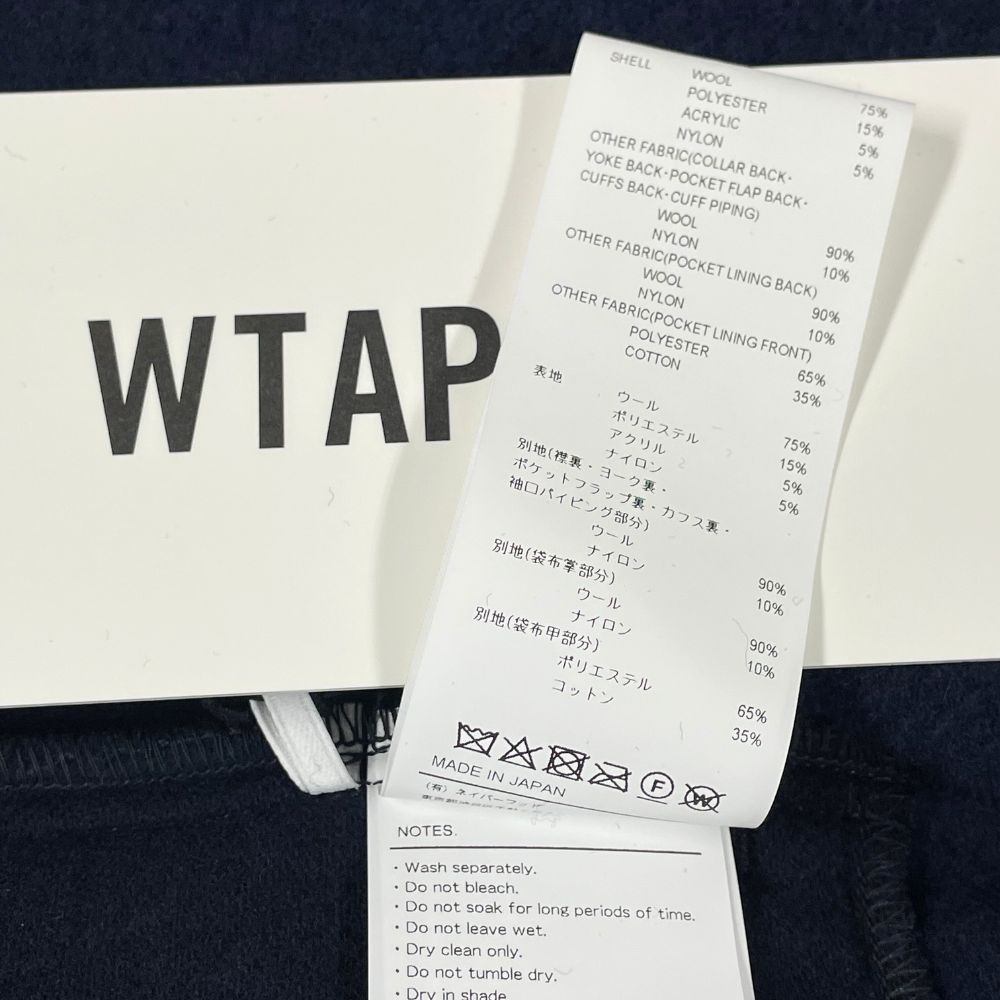 WTAP
SHELL
WOOL 75%
POLYESTER 15%
ACRYLIC 5%
NYLON 5%
OTHER FABRIC(COLLAR BACK・
YOKE BACK・POCKET FLAP BACK・
CUFFS BACK・CUFF PIPING)
WOOL 90%
NYLON 10%
OTHER FABRIC(POCKET LINING BACK)
WOOL 90%
NYLON 10%
OTHER FABRIC(POCKET LINING FRONT)
POLYESTER 65%
COTTON 35%
表地
ウール 75%
ポリエステル 15%
アクリル 5%
ナイロン 5%
別地(襟裏・ヨーク裏・
ポケットフラップ裏・カフス裏・
袖口パイピング部分)
ウール 90%
ナイロン 10%
別地(袋布掌部分)
ウール 90%
ナイロン 10%
別地(袋布甲部分)
ポリエステル 65%
コットン 35%
F W
MADE IN JAPAN
(有) ネイバーフッド
NOTES.
・Wash separately.
・Do not bleach.
・Do not soak for long periods of time.
・Do not leave wet.
・Dry clean only.
・Do not tumble dry.
・Dry in shade